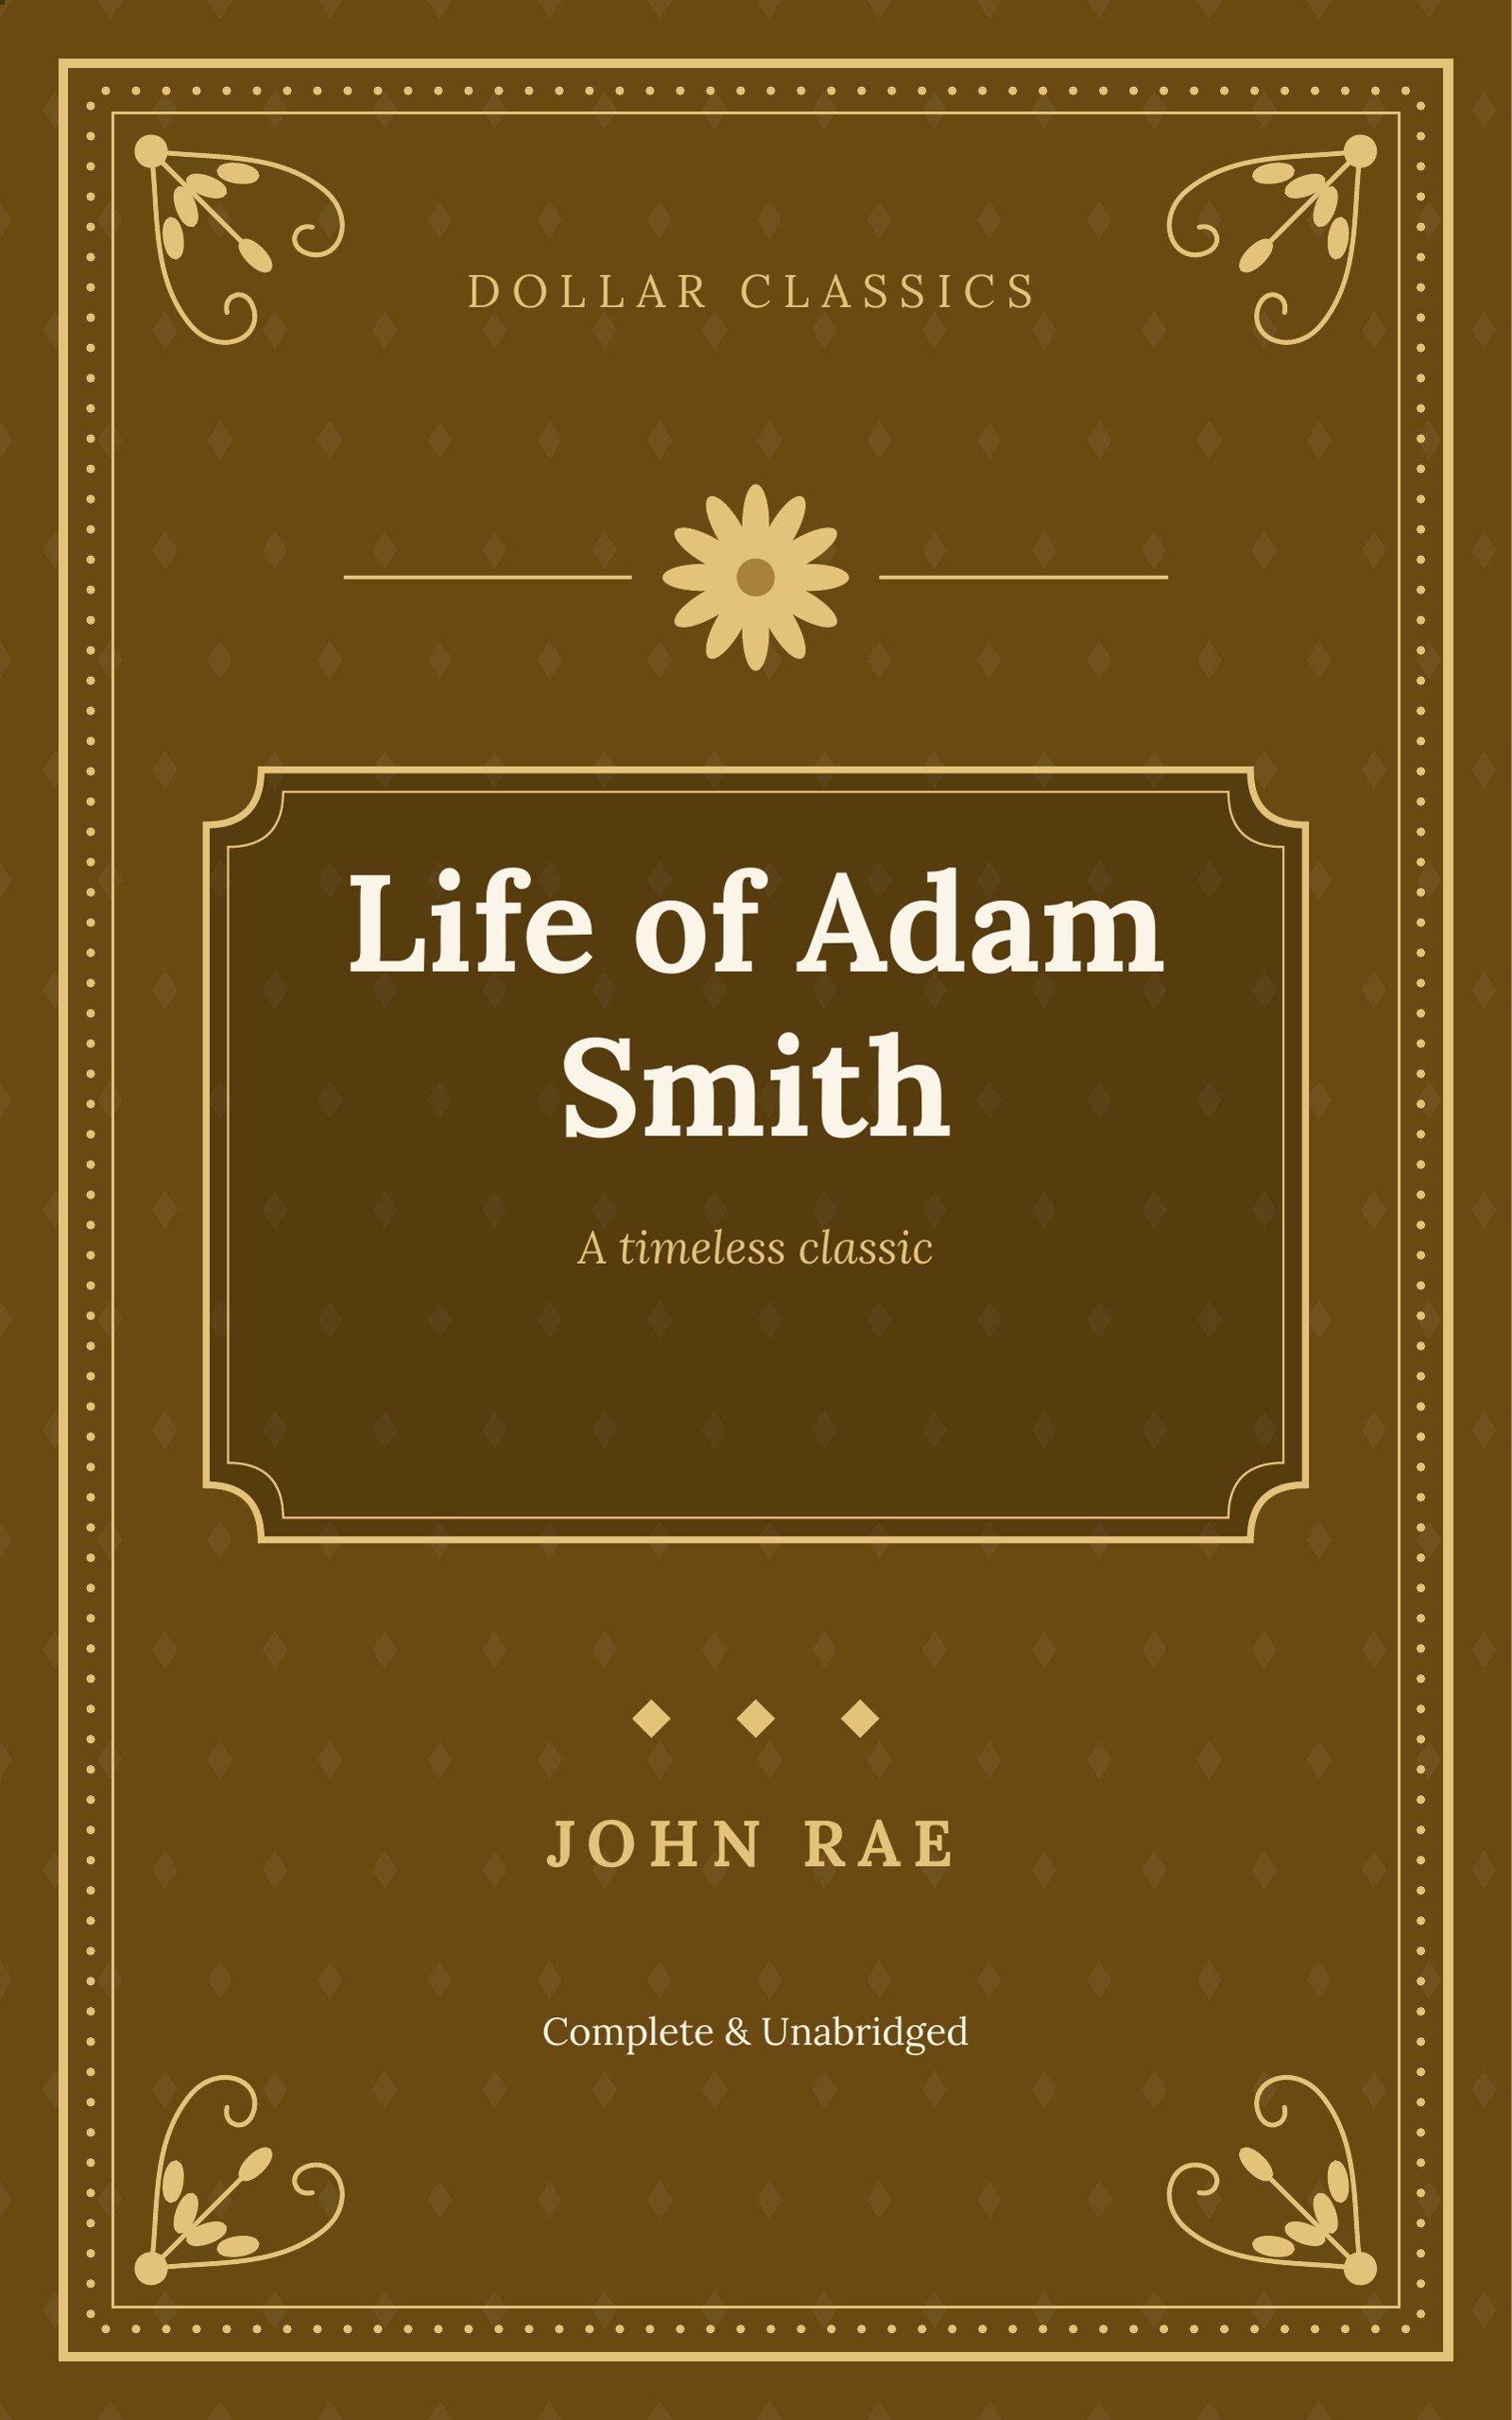 DOLLAR CLASSICS
Life of Adam
Smith
A timeless classic
JOHN RAE
Complete & Unabridged